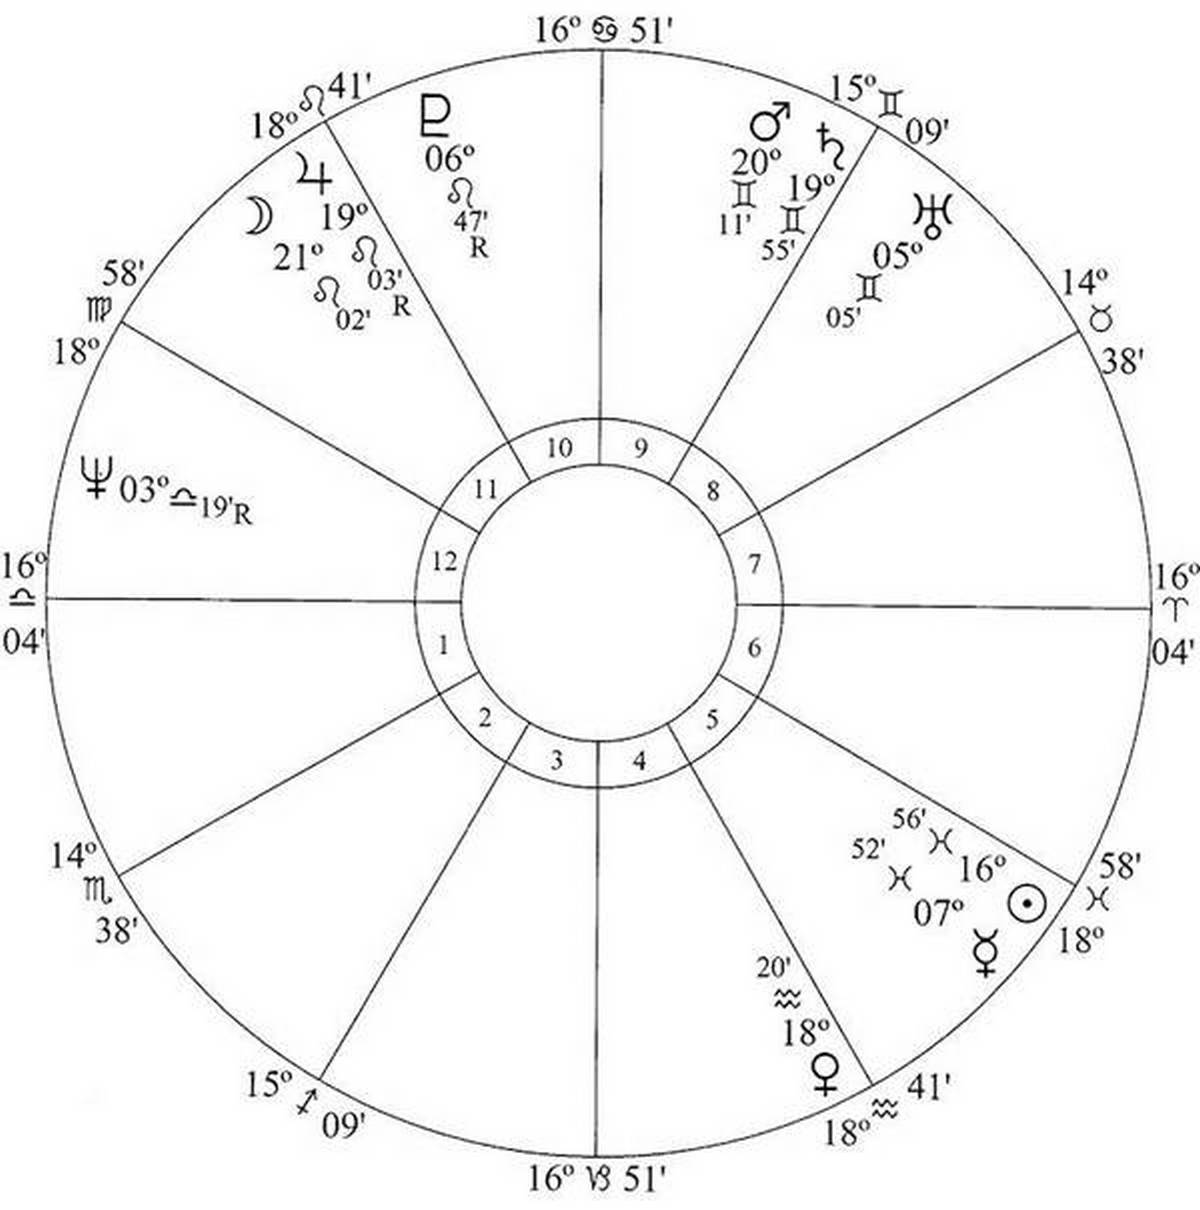 16º ♋ 51'
18º ♌ 41'
15º ♊ 09'
♇
06º
♌
47'
R
♂
20º
♊
11'
♄
19º
♊
55'
♃
19º
♌
03'
R
☽
21º
♌
02'
♅
05º
♊
05'
58'
♍
18º
14º
♉
38'
♆ 03º ♎ 19' R
10
9
11
8
12
7
16º
♎
04'
16º
♈
04'
1
6
2
5
3
4
14º
♏
38'
56'
♓
16º
☉
52'
♓
07º
☿
58'
♓
18º
20'
♒
18º
♀
15º ♐ 09'
18º ♒ 41'
16º ♑ 51'